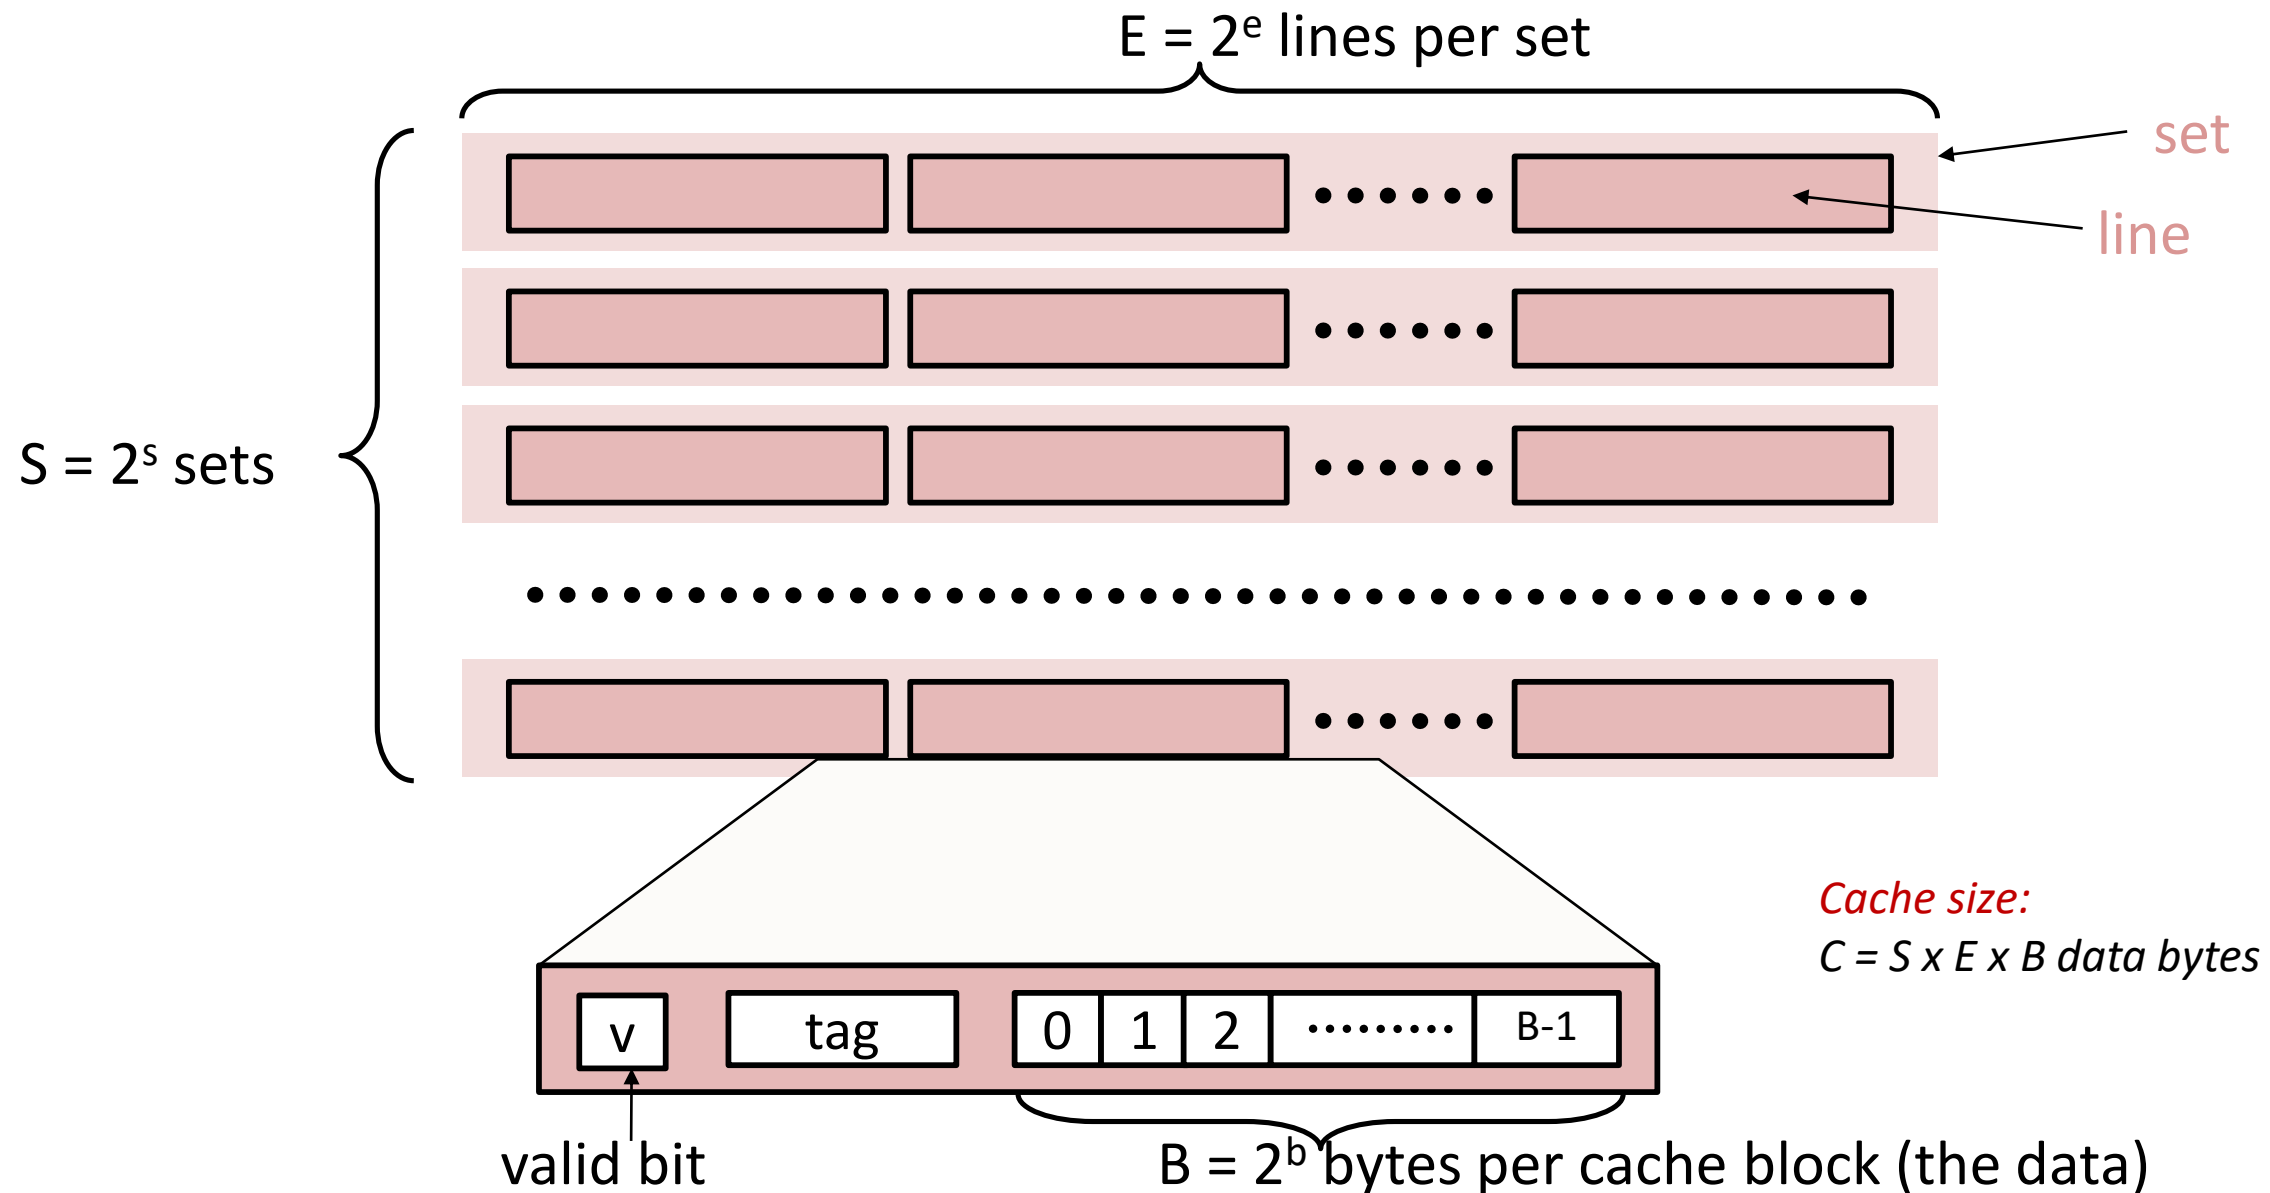 E = 2ᵉ lines per set
set
line
S = 2ˢ sets
Cache size:
C = S x E x B data bytes
v
tag
0 1 2 ········· B-1
valid bit
B = 2ᵇ bytes per cache block (the data)